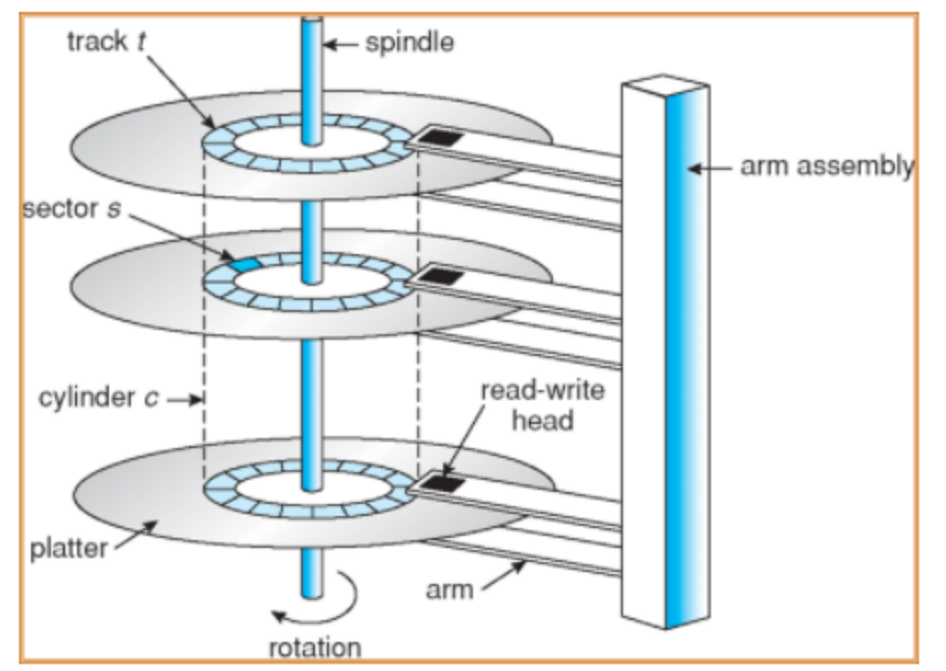 track t
spindle
arm assembly
sector s
cylinder c
read-write
head
platter
arm
rotation